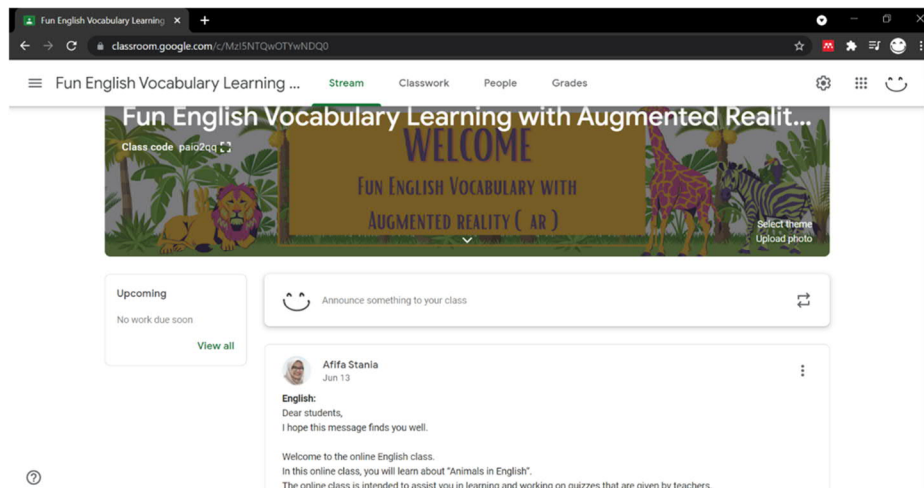 Fun English Vocabulary Learning
classroom.google.com/c/MzI5NTQwOTYwNDQ0
Fun English Vocabulary Learning ...
Stream
Classwork
People
Grades
Fun English Vocabulary Learning with Augmented Realit...
Class code paio2qq
WELCOME
FUN ENGLISH VOCABULARY WITH
AUGMENTED REALITY ( AR )
Select theme
Upload photo
Upcoming
No work due soon
View all
Announce something to your class
Afifa Stania
Jun 13
English:
Dear students,
I hope this message finds you well.
Welcome to the online English class.
In this online class, you will learn about "Animals in English".
The online class is intended to assist you in learning and working on quizzes that are given by teachers.